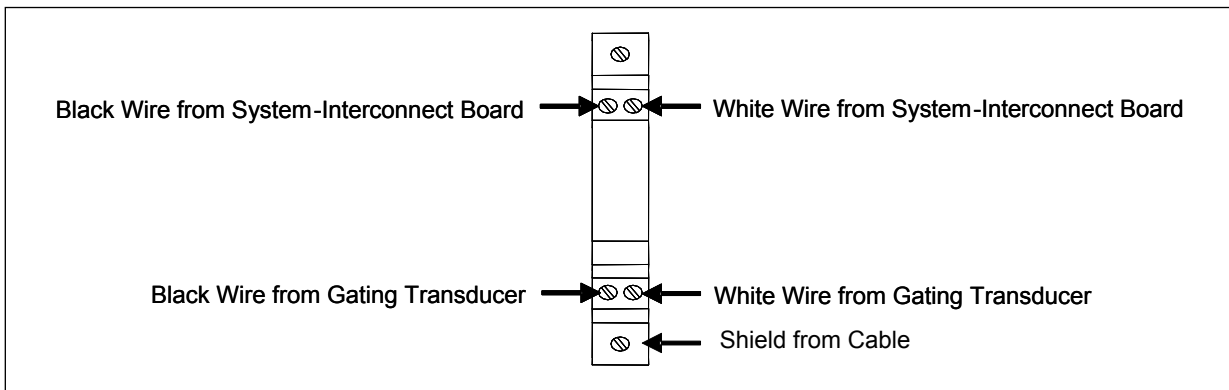 Black Wire from System-Interconnect Board
White Wire from System-Interconnect Board
Black Wire from Gating Transducer
White Wire from Gating Transducer
Shield from Cable